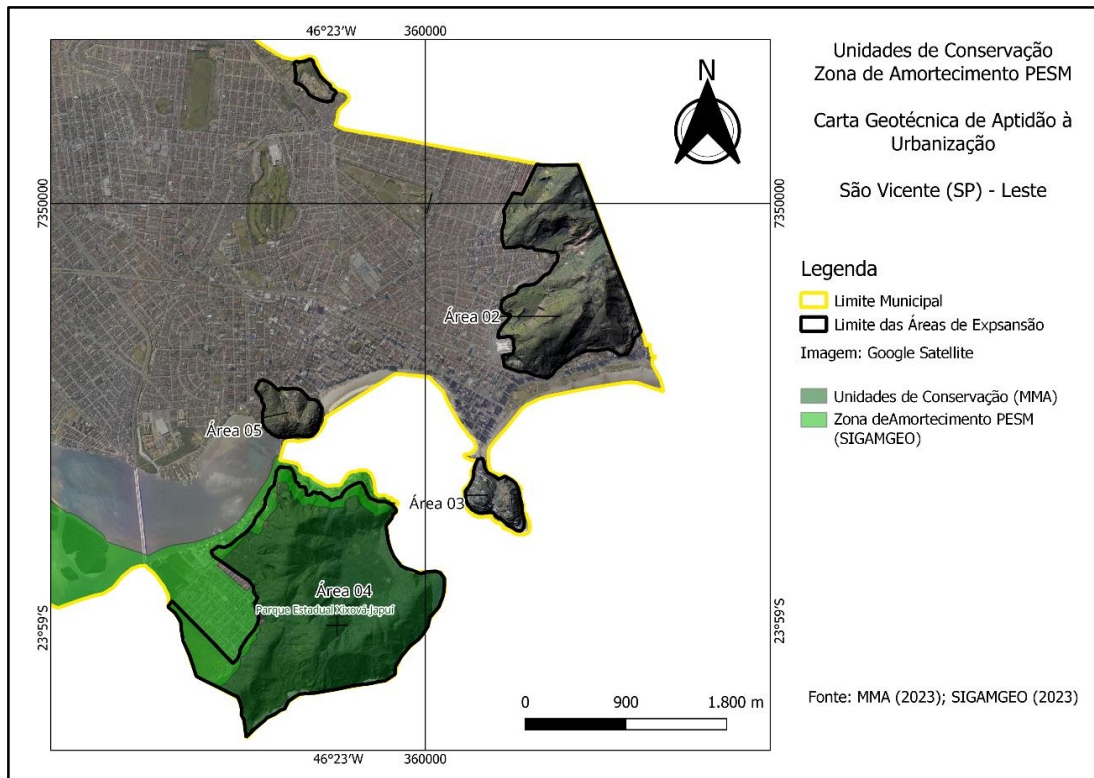 46°23'W
360000
Unidades de Conservação
Zona de Amortecimento PESM
Carta Geotécnica de Aptidão à
Urbanização
São Vicente (SP) - Leste
N
7350000
7350000
Legenda
Limite Municipal
Limite das Áreas de Expsansão
Imagem: Google Satellite
Unidades de Conservação (MMA)
Zona deAmortecimento PESM
(SIGAMGEO)
Área 02
Área 05
Área 03
Área 04
Parque Estadual Xixová-Japuí
23°59'S
23°59'S
0 900 1.800 m
Fonte: MMA (2023); SIGAMGEO (2023)
46°23'W
360000